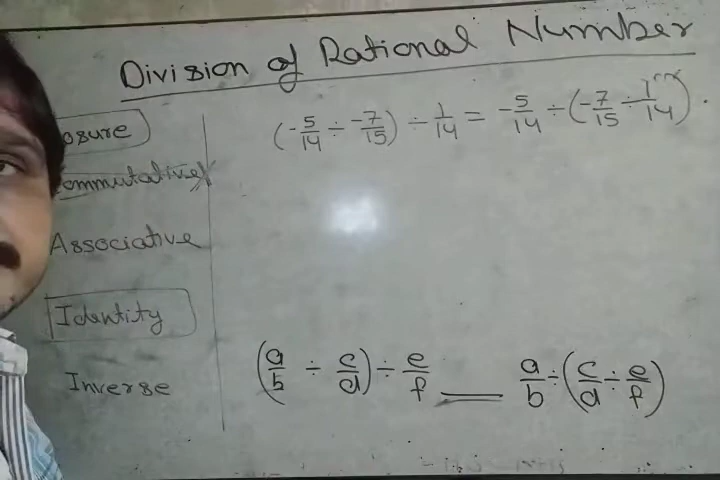 Division of Rational Number
(-5/14 ÷ -7/15) ÷ 1/14 = -5/14 ÷ (-7/15 ÷ 1/14).
osure
ommutative
Associative
Identity
Inverse
(a/b ÷ c/d) ÷ e/f ___ a/b ÷ (c/d ÷ e/f)